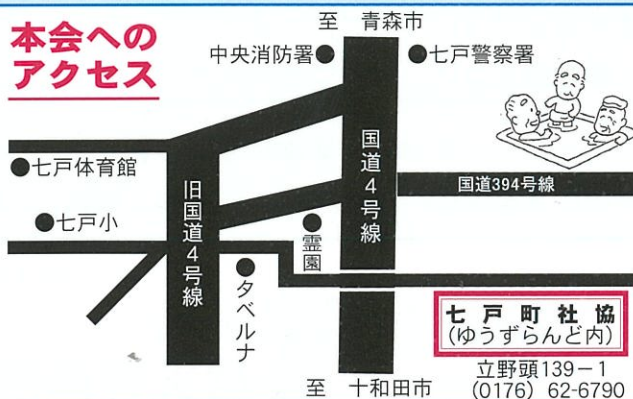 本会への
アクセス
至 青森市
中央消防署●
●七戸警察署
●七戸体育館
国道4号線
国道394号線
旧国道4号線
●七戸小
●霊園
●タベルナ
七戸町社協
(ゆうずらんど内)
立野頭139-1
(0176) 62-6790
至 十和田市